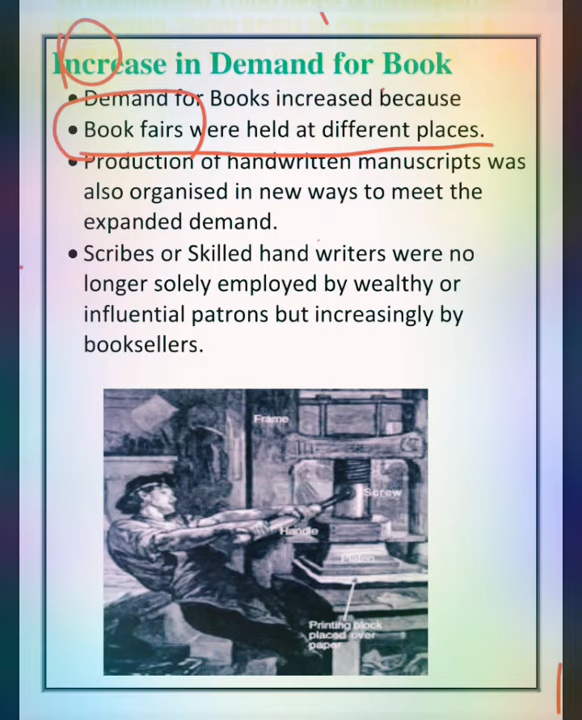 Increase in Demand for Book
• Demand for Books increased because
• Book fairs were held at different places.
• Production of handwritten manuscripts was
also organised in new ways to meet the
expanded demand.
• Scribes or Skilled hand writers were no
longer solely employed by wealthy or
influential patrons but increasingly by
booksellers.
Frame
Screw
Handle
Platen
Printing block
placed over
paper